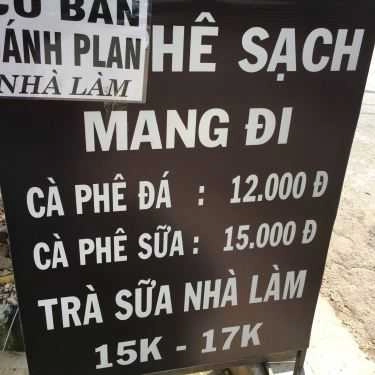 CÓ BÁN
BÁNH PLAN
NHÀ LÀM
PHÊ SẠCH
MANG ĐI
CÀ PHÊ ĐÁ : 12.000 Đ
CÀ PHÊ SỮA : 15.000 Đ
TRÀ SỮA NHÀ LÀM
15K - 17K